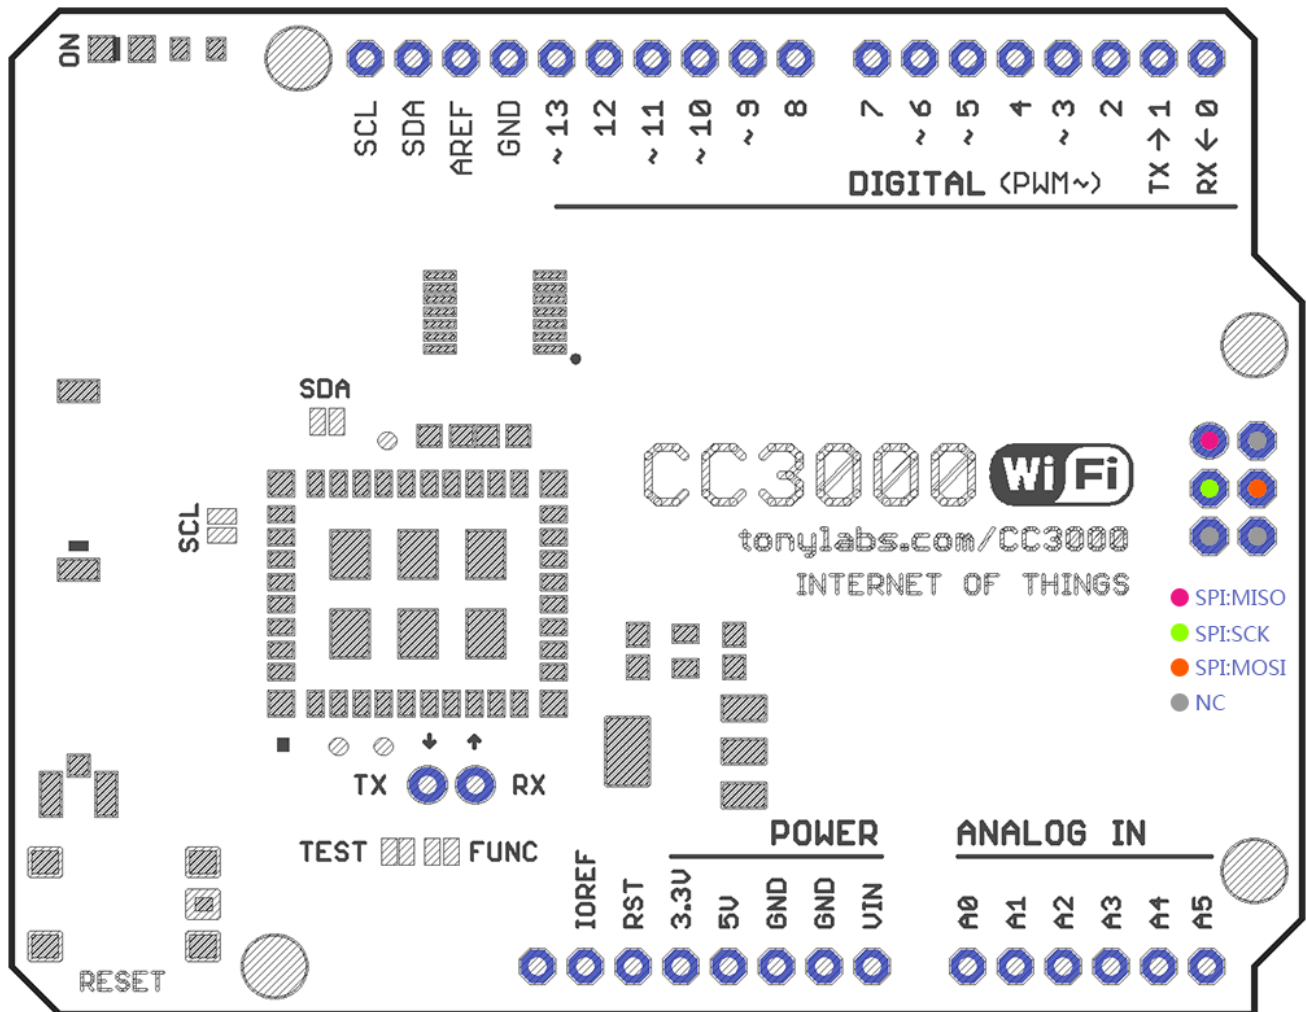 ON
SCL
SDA
AREF
GND
~13
12
~11
~10
~9
8
7
~6
~5
4
~3
2
TX→1
RX←0
DIGITAL (PWM~)
SDA
SCL
CC3000 WiFi
tonylabs.com/CC3000
INTERNET OF THINGS
SPI:MISO
SPI:SCK
SPI:MOSI
NC
TX
RX
TEST
FUNC
POWER
ANALOG IN
IOREF
RST
3.3V
5V
GND
GND
VIN
A0
A1
A2
A3
A4
A5
RESET